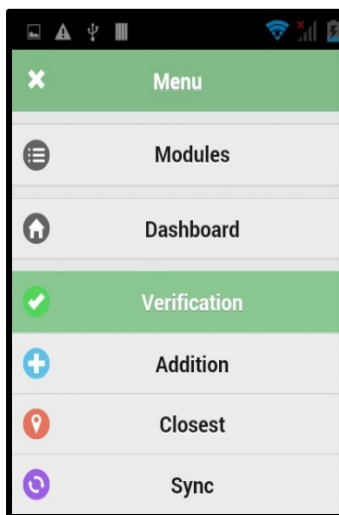 Menu
Modules
Dashboard
Verification
Addition
Closest
Sync